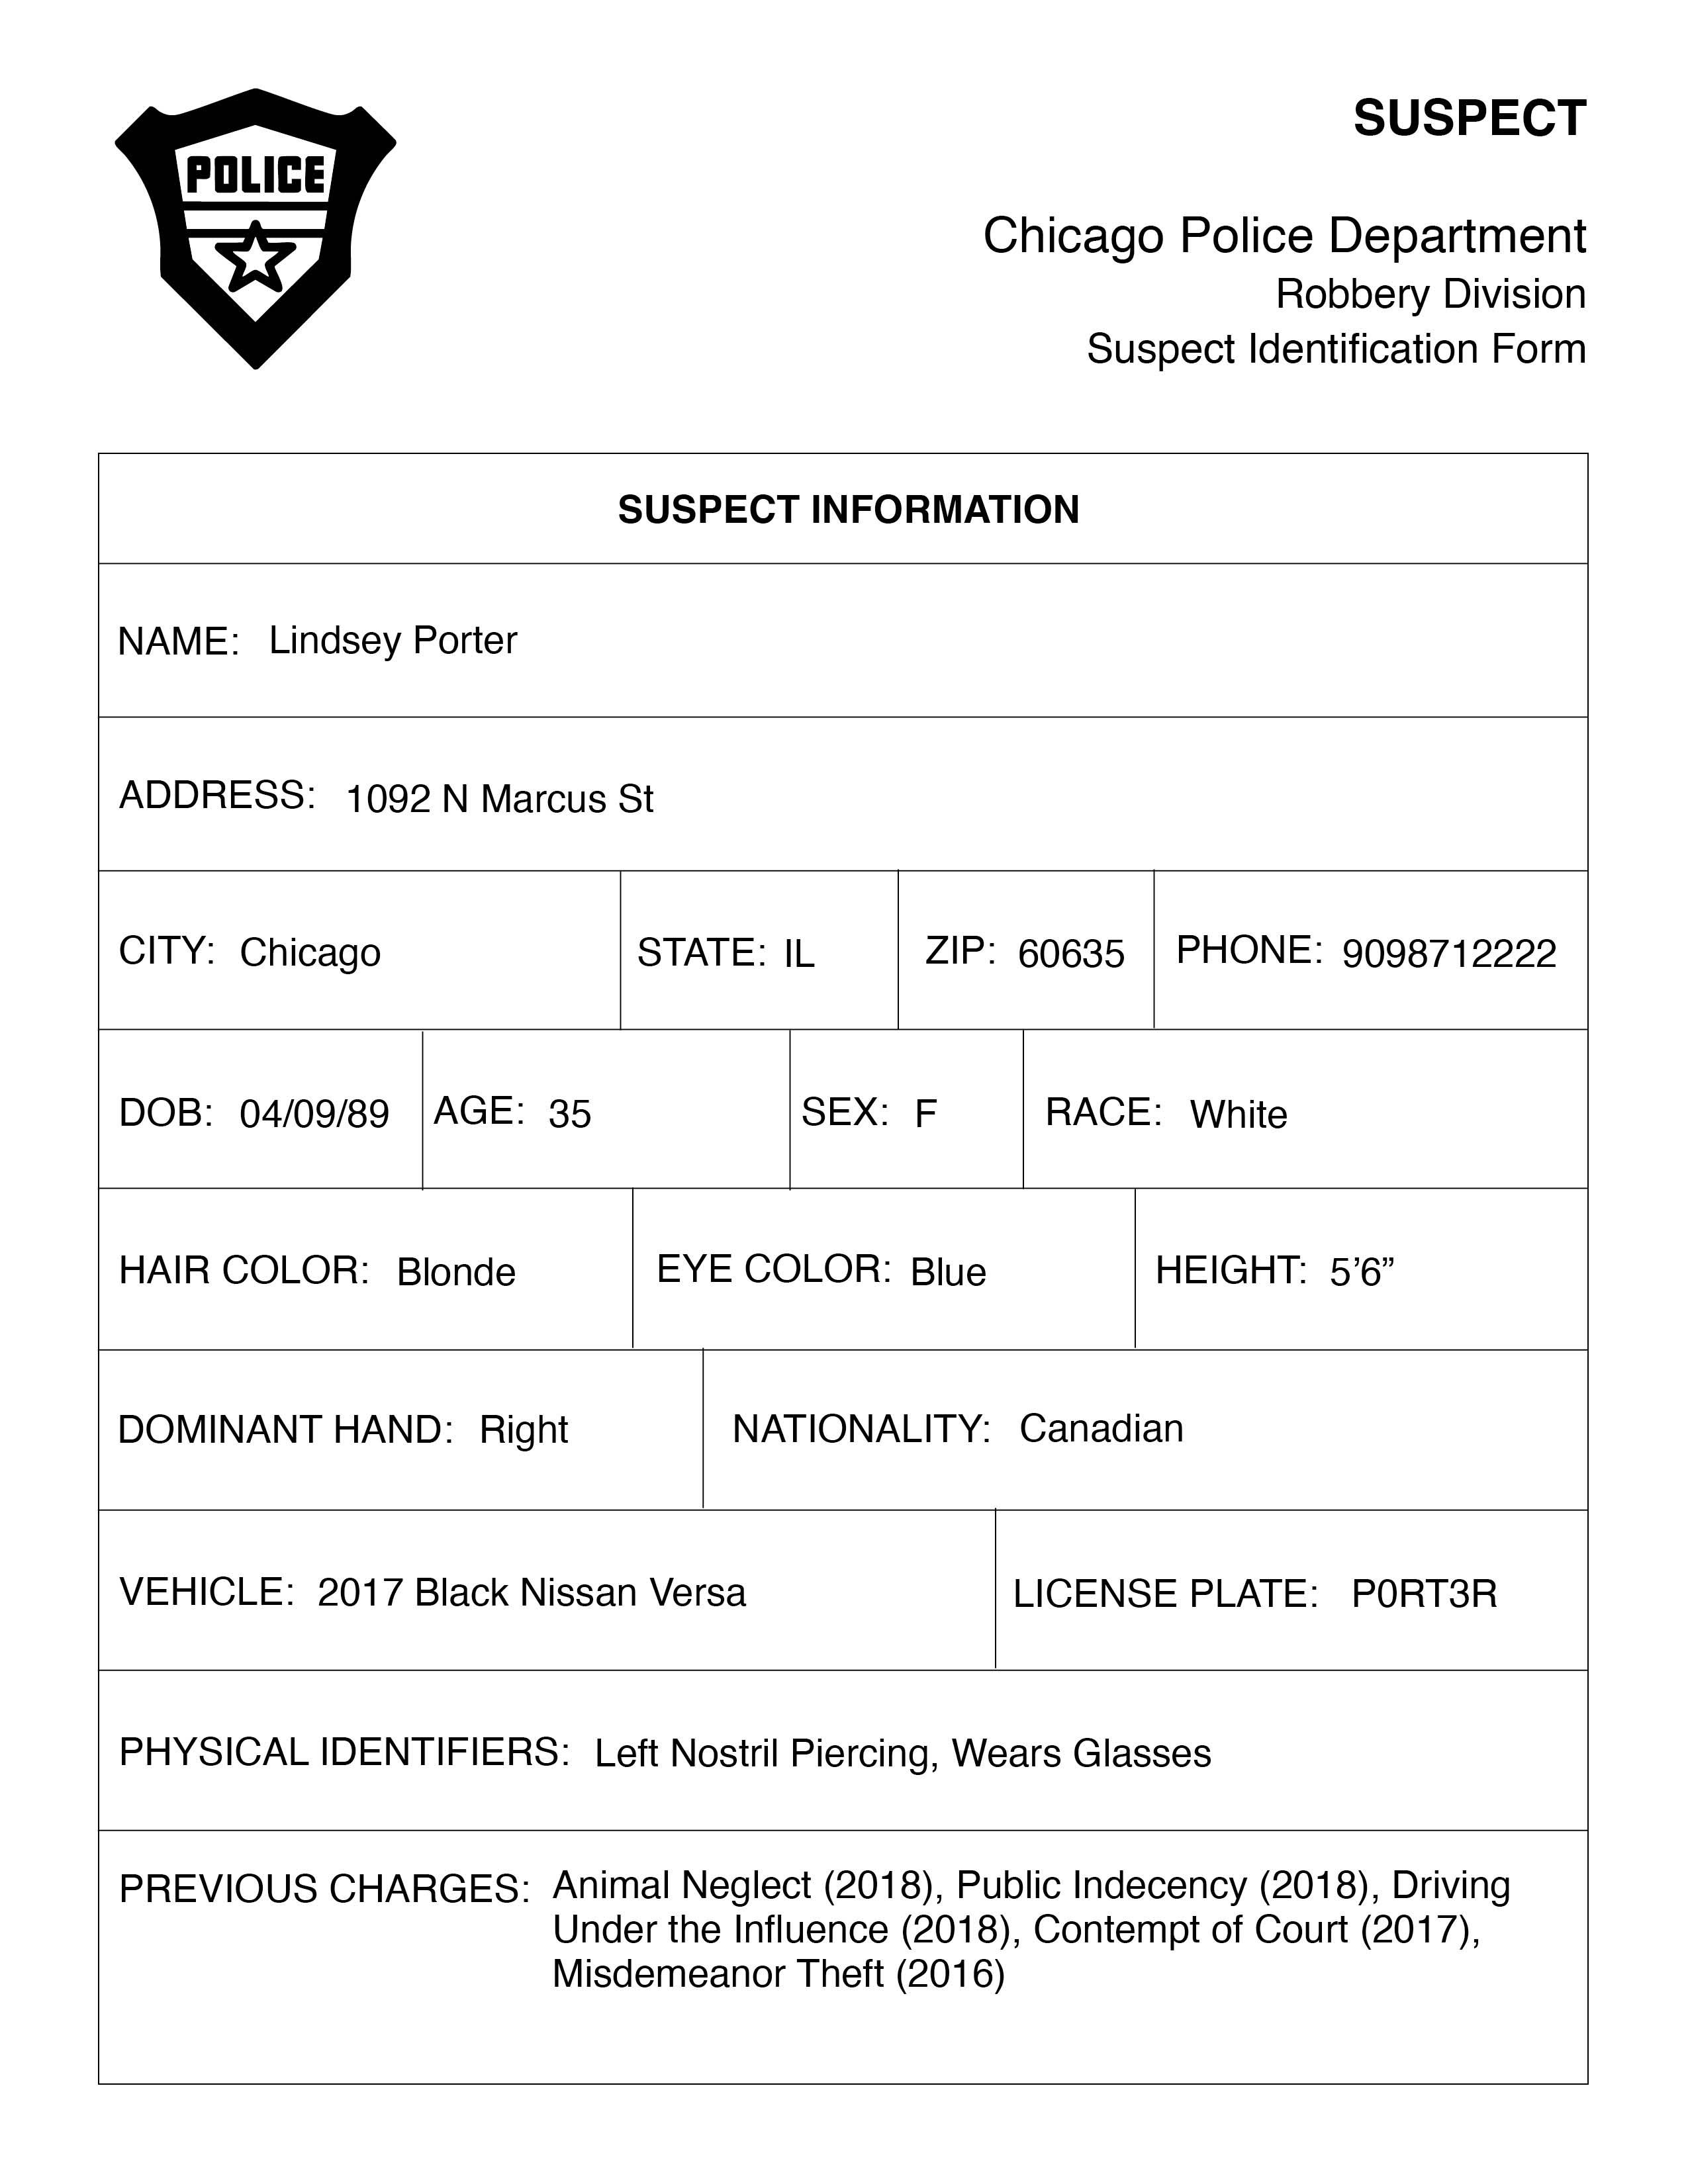 POLICE
SUSPECT
Chicago Police Department
Robbery Division
Suspect Identification Form
SUSPECT INFORMATION
NAME: Lindsey Porter
ADDRESS: 1092 N Marcus St
CITY: Chicago STATE: IL ZIP: 60635 PHONE: 9098712222
DOB: 04/09/89 AGE: 35 SEX: F RACE: White
HAIR COLOR: Blonde EYE COLOR: Blue HEIGHT: 5’6”
DOMINANT HAND: Right NATIONALITY: Canadian
VEHICLE: 2017 Black Nissan Versa LICENSE PLATE: P0RT3R
PHYSICAL IDENTIFIERS: Left Nostril Piercing, Wears Glasses
PREVIOUS CHARGES: Animal Neglect (2018), Public Indecency (2018), Driving
Under the Influence (2018), Contempt of Court (2017),
Misdemeanor Theft (2016)